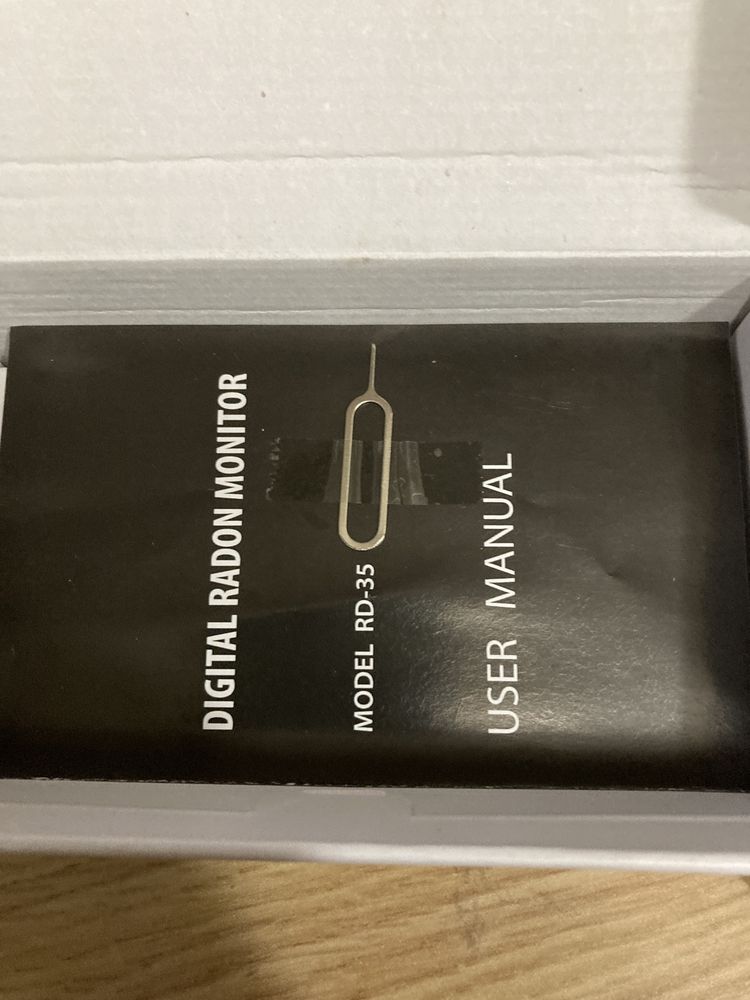 DIGITAL RADON MONITOR
MODEL RD-35
USER MANUAL